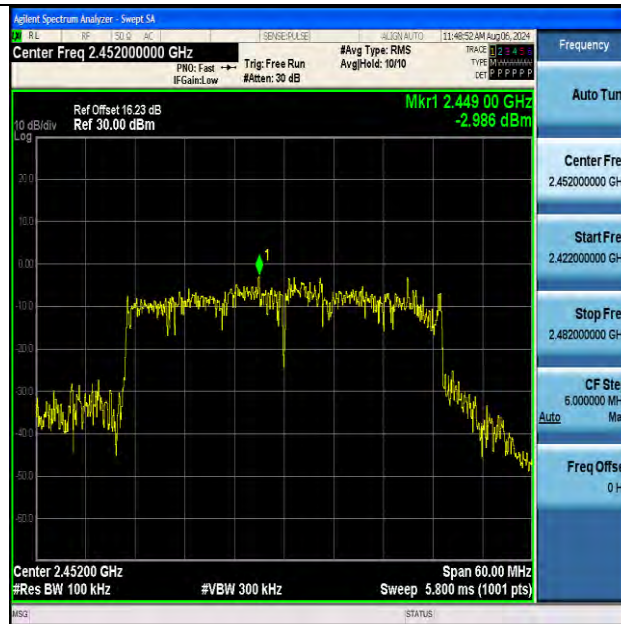 Agilent Spectrum Analyzer - Swept SA
RL RF 50 Ω AC SENSE:PULSE ALIGN AUTO 11:48:52 AM Aug 06, 2024
Center Freq 2.452000000 GHz
PNO: Fast
IFGain:Low
Trig: Free Run
#Atten: 30 dB
#Avg Type: RMS
Avg|Hold: 10/10
TRACE 1 2 3 4 5 6
TYPE M
DET P P P P P P
Frequency
Mkr1 2.449 00 GHz
-2.986 dBm
Ref Offset 16.23 dB
Ref 30.00 dBm
10 dB/div
Log
20.0
10.0
0.00
-10.0
-20.0
-30.0
-40.0
-50.0
-60.0
1
Center 2.45200 GHz
#Res BW 100 kHz
#VBW 300 kHz
Span 60.00 MHz
Sweep 5.800 ms (1001 pts)
Auto Tun
Center Fre
2.452000000 GH
Start Fre
2.422000000 GH
Stop Fre
2.482000000 GH
CF Ste
6.000000 MH
Auto Ma
Freq Offse
0 H
MSG
STATUS